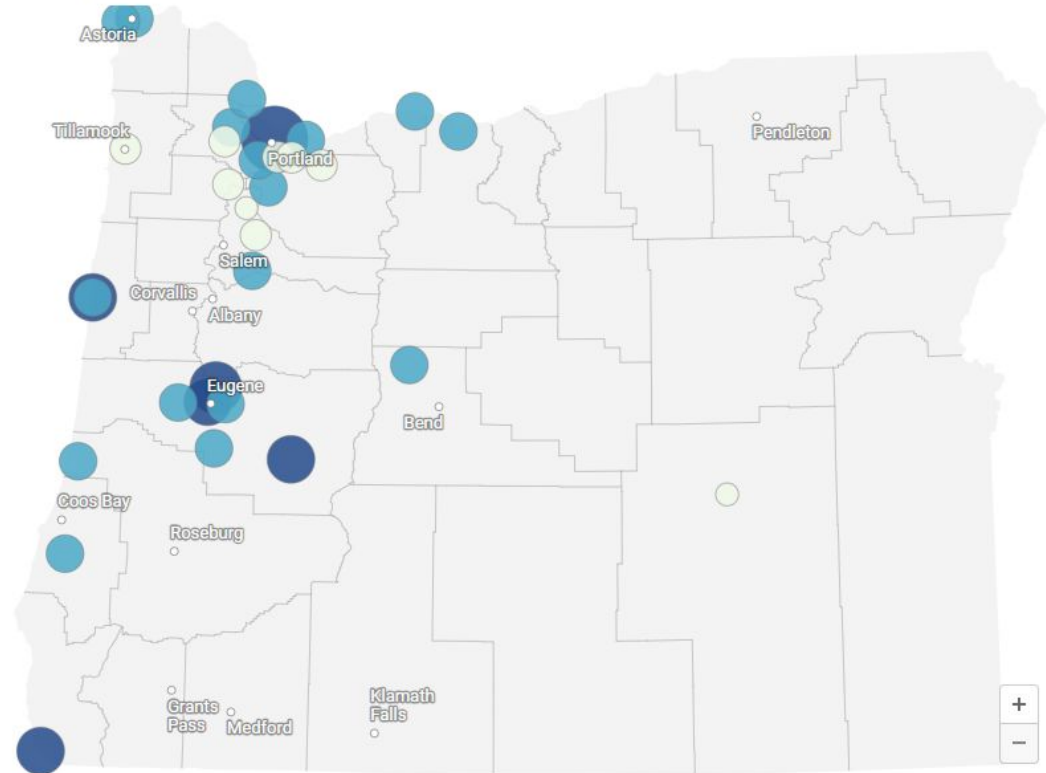 Astoria
Tillamook
Pendleton
Portland
Salem
Corvallis
Albany
Eugene
Bend
Coos Bay
Roseburg
Grants
Pass
Medford
Klamath
Falls
+
−